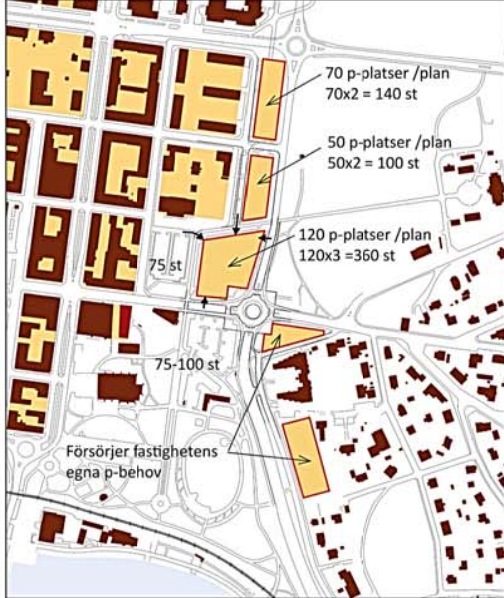 70 p-platser /plan
70x2 = 140 st
50 p-platser /plan
50x2 = 100 st
120 p-platser /plan
120x3 =360 st
75 st
75-100 st
Försörjer fastighetens
egna p-behov